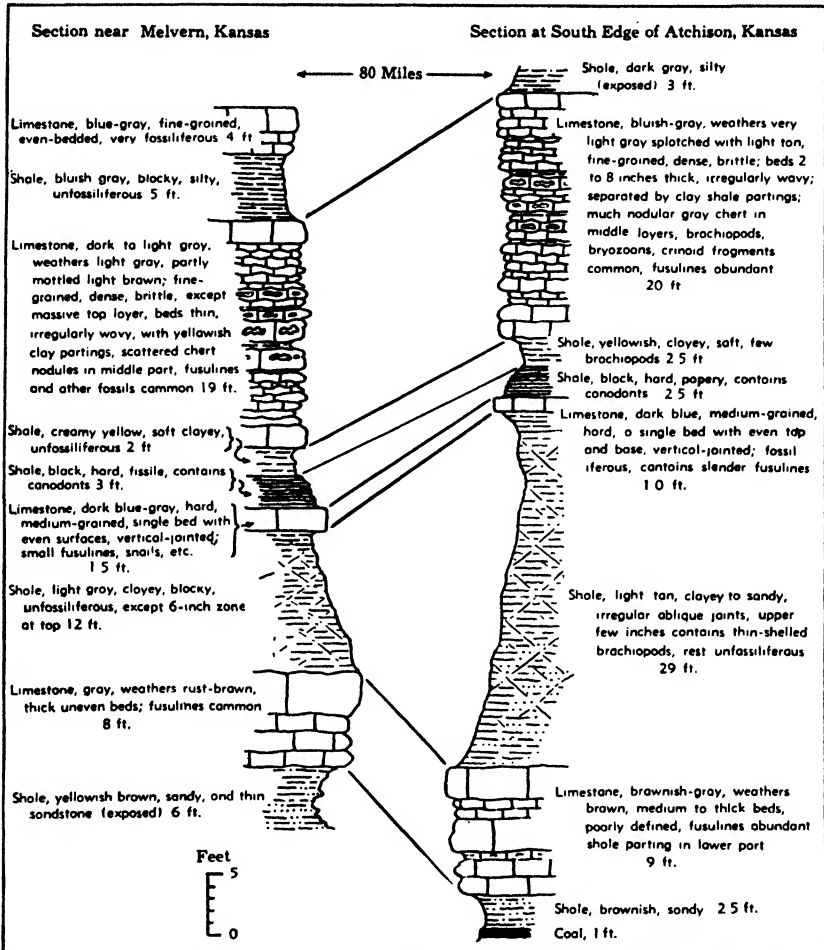 Section near Melvern, Kansas
Section at South Edge of Atchison, Kansas
80 Miles
Limestone, blue-gray, fine-grained,
even-bedded, very fossiliferous 4 ft
Shale, bluish gray, blocky, silty,
unfossiliferous 5 ft.
Limestone, dark to light gray,
weathers light gray, partly
mottled light brown; fine-
grained, dense, brittle, except
massive top layer, beds thin,
irregularly wavy, with yellawish
clay partings, scattered chert
nodules in middle part, fusulines
and other fossils common 19 ft.
Shale, creamy yellow, soft clayey,
unfossiliferous 2 ft
Shale, black, hard, fissile, contains
canodonts 3 ft.
Limestone, dark blue-gray, hard,
medium-grained, single bed with
even surfaces, vertical-jointed;
small fusulines, snails, etc.
1 5 ft.
Shale, light gray, clayey, blocky,
unfossiliferous, except 6-inch zone
at top 12 ft.
Limestone, gray, weathers rust-brown,
thick uneven beds; fusulines common
8 ft.
Shale, yellowish brown, sandy, and thin
sandstone (exposed) 6 ft.
Feet
5
0
Shale, dark gray, silty
(exposed) 3 ft.
Limestone, bluish-gray, weathers very
light gray splotched with light tan,
fine-grained, dense, brittle; beds 2
to 8 inches thick, irregularly wavy;
separated by clay shale partings;
much nodular gray chert in
middle layers, brachiopods,
bryozoans, crinoid fragments
common, fusulines abundant
20 ft
Shale, yellowish, clayey, soft, few
brachiopods 2 5 ft
Shale, black, hard, papery, contains
canodonts 2 5 ft
Limestone, dark blue, medium-grained,
hard, a single bed with even top
and base, vertical-jointed; fossil
iferous, contains slender fusulines
1 0 ft.
Shale, light tan, clayey to sandy,
irregular oblique joints, upper
few inches contains thin-shelled
brachiopods, rest unfossiliferous
29 ft.
Limestone, brownish-gray, weathers
brown, medium to thick beds,
poorly defined, fusulines abundant
shale parting in lower part
9 ft.
Shale, brownish, sandy 2 5 ft.
Coal, 1 ft.